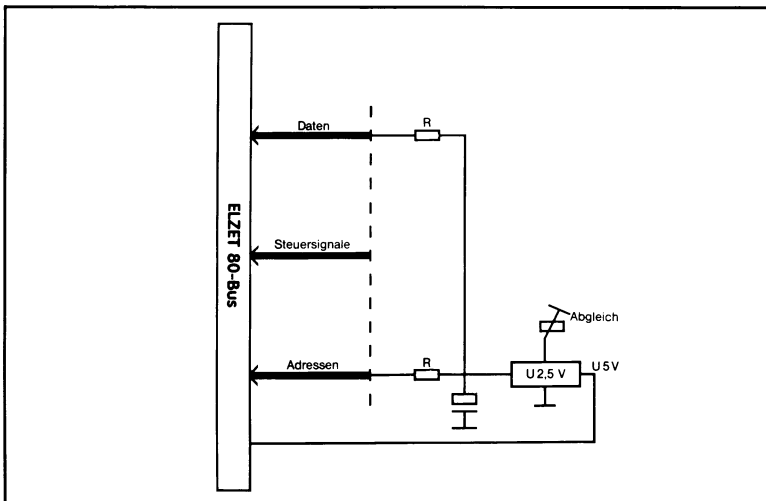 Daten
R
ELZET 80-Bus
Steuersignale
Abgleich
Adressen
R
U 2,5 V
U 5 V